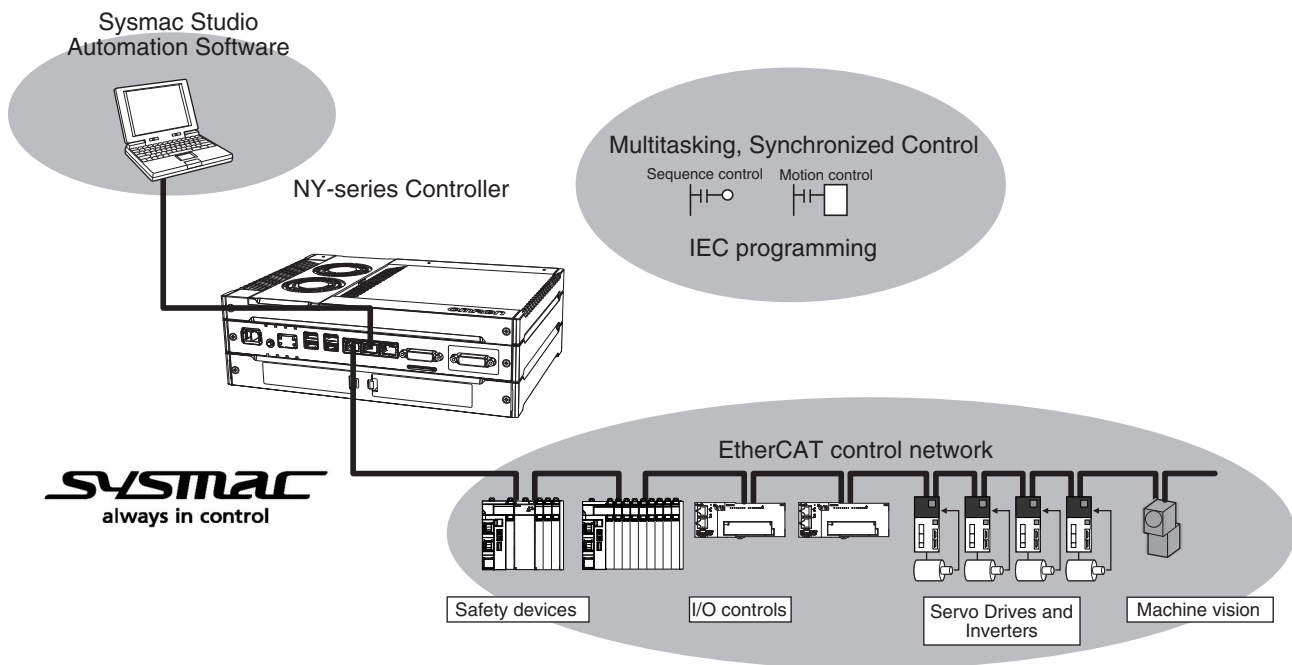 Sysmac Studio
Automation Software
NY-series Controller
Multitasking, Synchronized Control
Sequence control
Motion control
IEC programming
OMRON
EtherCAT control network
sysmac
always in control
Safety devices
I/O controls
Servo Drives and
Inverters
Machine vision